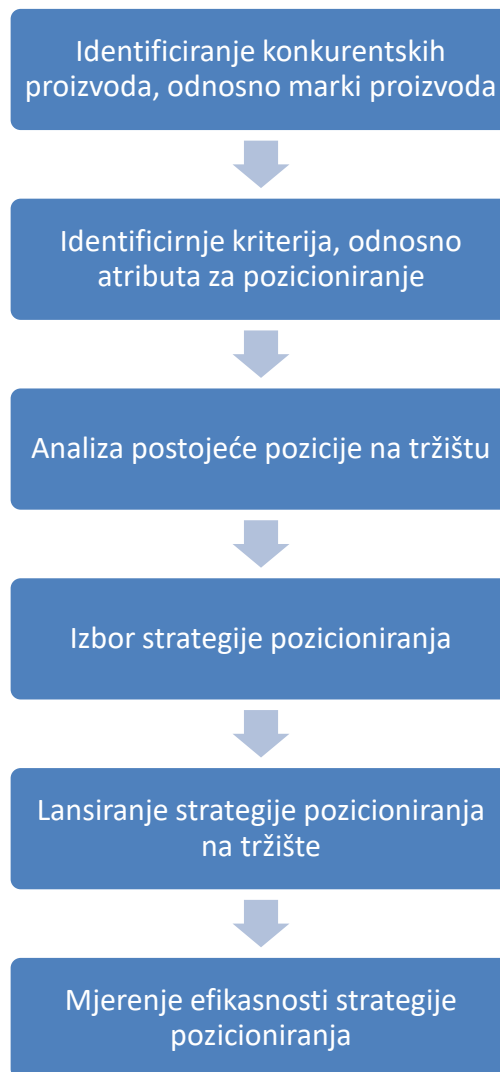 Identificiranje konkurentskih
proizvoda, odnosno marki proizvoda
Identificirnje kriterija, odnosno
atributa za pozicioniranje
Analiza postojeće pozicije na tržištu
Izbor strategije pozicioniranja
Lansiranje strategije pozicioniranja
na tržište
Mjerenje efikasnosti strategije
pozicioniranja